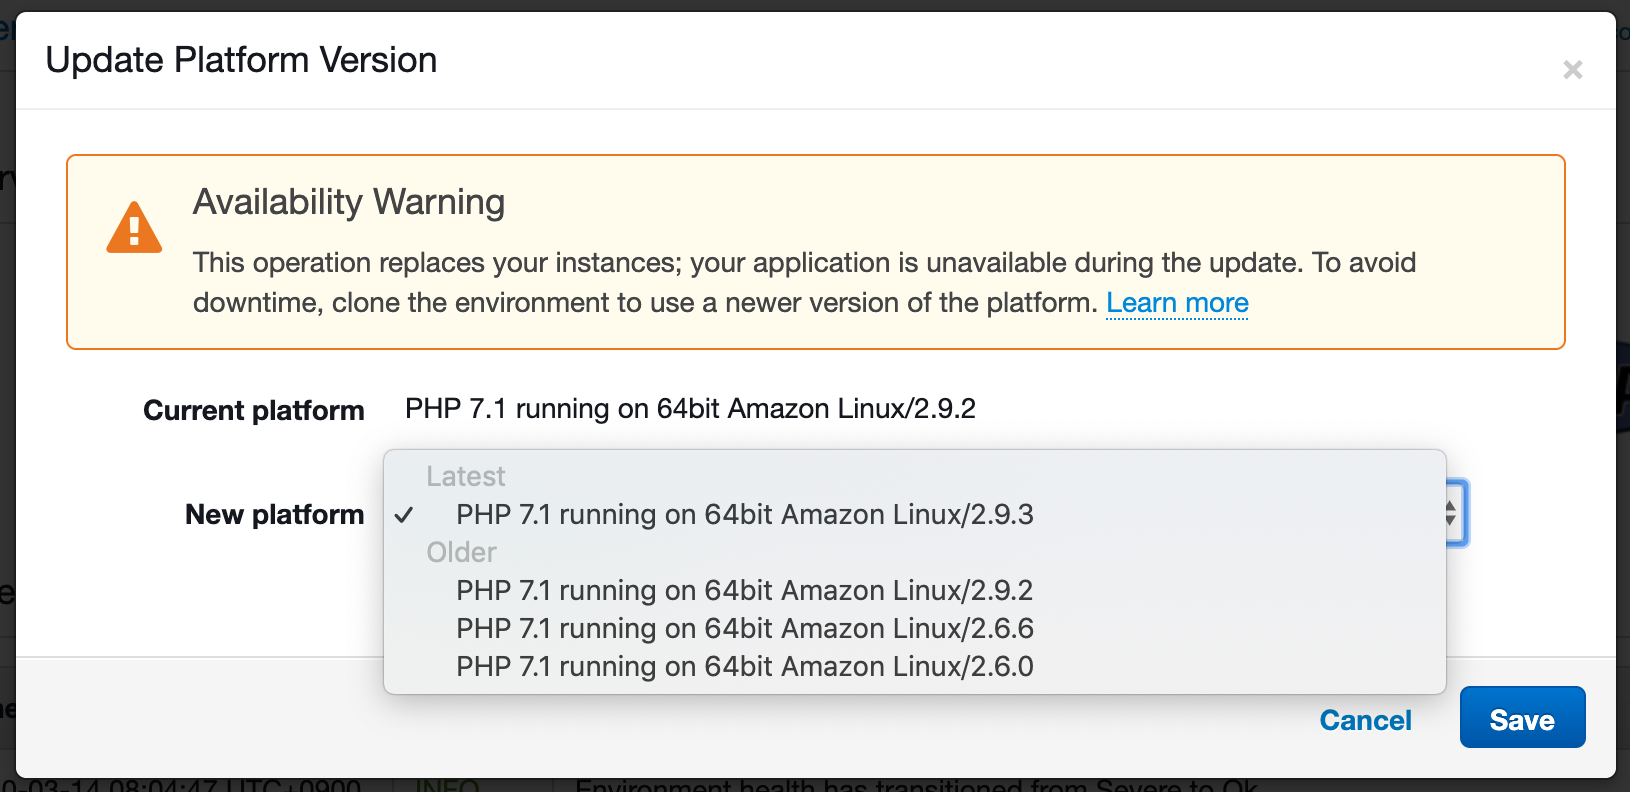 Update Platform Version
×
Availability Warning
This operation replaces your instances; your application is unavailable during the update. To avoid
downtime, clone the environment to use a newer version of the platform. Learn more
Current platform PHP 7.1 running on 64bit Amazon Linux/2.9.2
Latest
New platform ✓ PHP 7.1 running on 64bit Amazon Linux/2.9.3
Older
PHP 7.1 running on 64bit Amazon Linux/2.9.2
PHP 7.1 running on 64bit Amazon Linux/2.6.6
PHP 7.1 running on 64bit Amazon Linux/2.6.0
Cancel Save
0-03-14 08:04:47 UTC+0900 INFO Environment health has transitioned from Severe to Ok